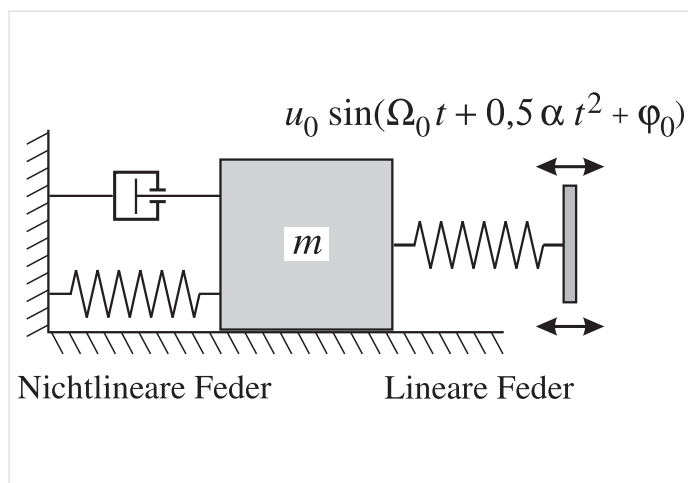 u₀ sin(Ω₀ t + 0,5 α t² + φ₀)
m
Nichtlineare Feder
Lineare Feder